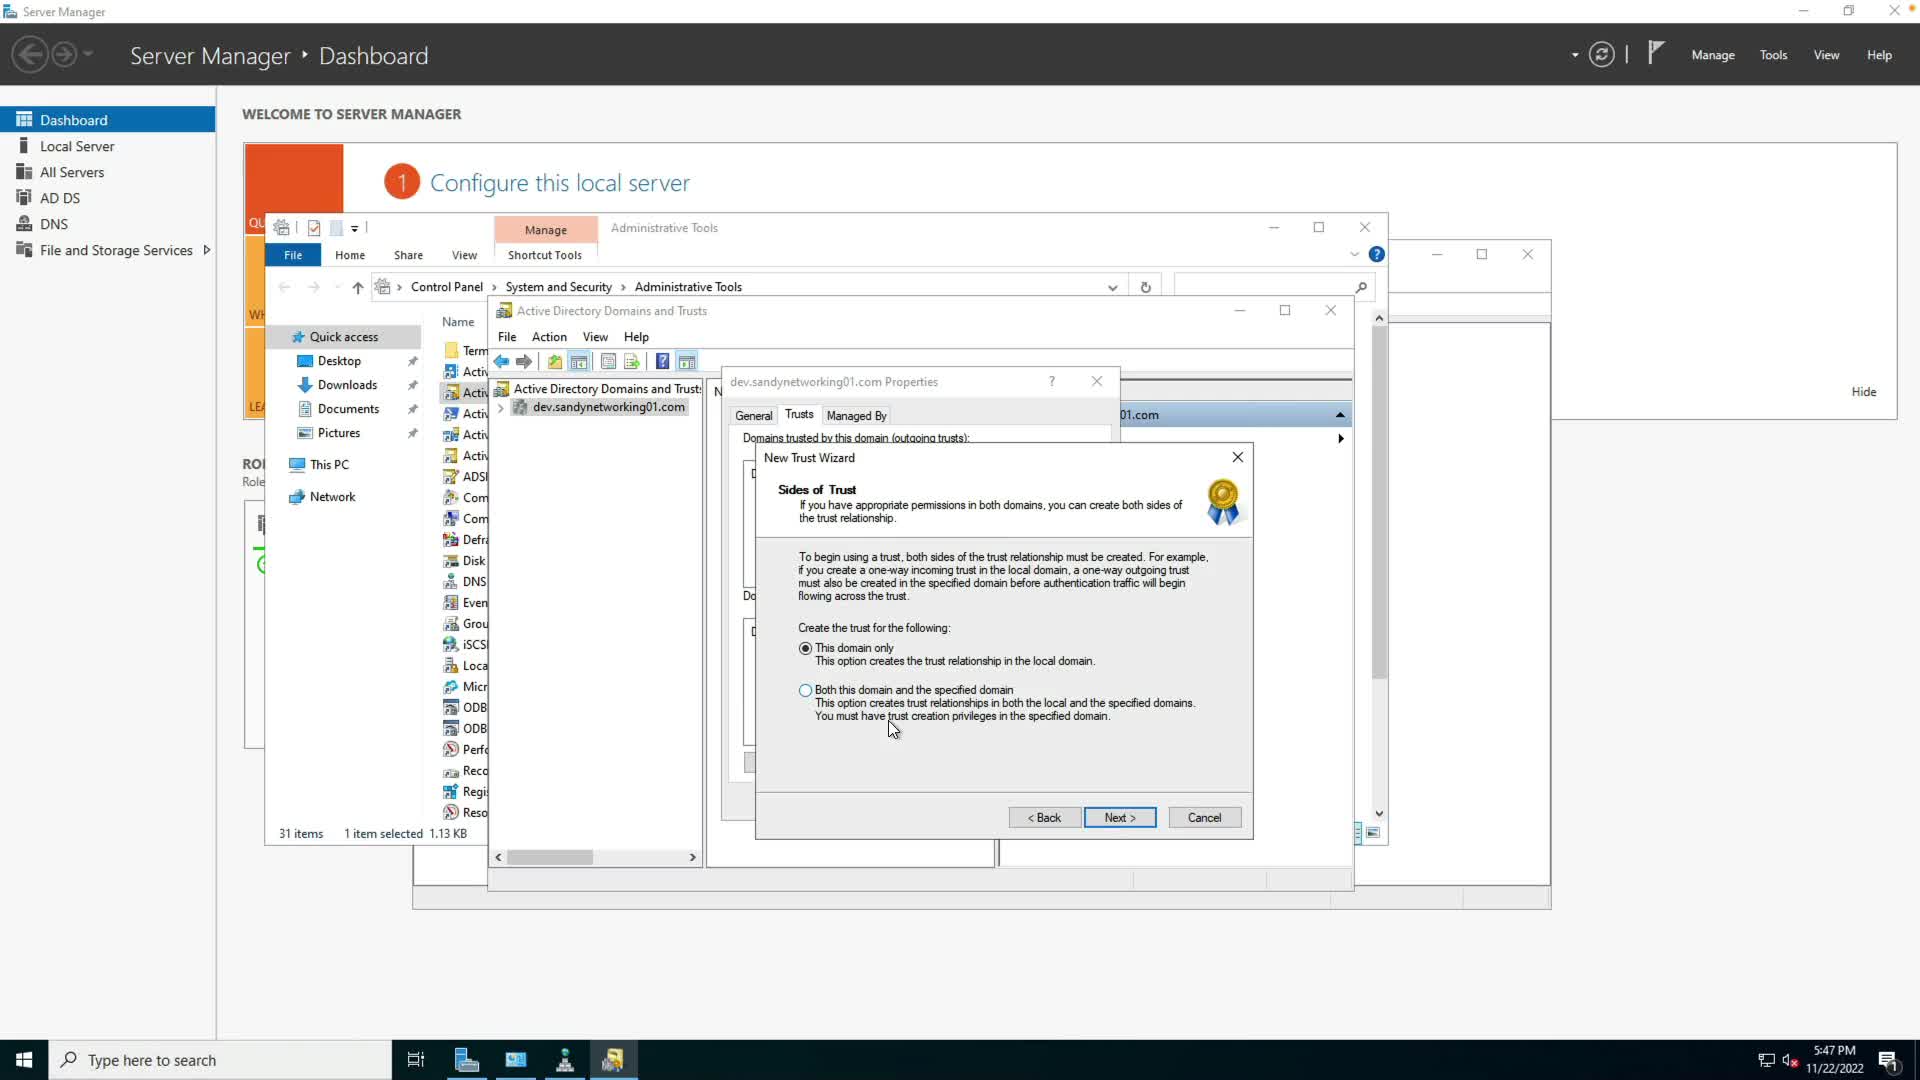 Server Manager
Server Manager ‣ Dashboard
Manage
Tools
View
Help
Dashboard
Local Server
All Servers
AD DS
DNS
File and Storage Services
WELCOME TO SERVER MANAGER
1 Configure this local server
QU
WH
LEA
Hide
ROL
Role
Manage
Administrative Tools
File
Home
Share
View
Shortcut Tools
Control Panel › System and Security › Administrative Tools
Quick access
Desktop
Downloads
Documents
Pictures
This PC
Network
Name
Term
Activ
Activ
Activ
Activ
Activ
ADSI
Com
Com
Defra
Disk
DNS
Even
Grou
iSCSI
Loca
Micr
ODB
ODB
Perfo
Reco
Regis
Reso
31 items
1 item selected 1.13 KB
Active Directory Domains and Trusts
File
Action
View
Help
Active Directory Domains and Trusts
dev.sandynetworking01.com
N
01.com
dev.sandynetworking01.com Properties
?
General
Trusts
Managed By
Domains trusted by this domain (outgoing trusts):
Do
New Trust Wizard
Sides of Trust
If you have appropriate permissions in both domains, you can create both sides of
the trust relationship.
To begin using a trust, both sides of the trust relationship must be created. For example,
if you create a one-way incoming trust in the local domain, a one-way outgoing trust
must also be created in the specified domain before authentication traffic will begin
flowing across the trust.
Create the trust for the following:
This domain only
This option creates the trust relationship in the local domain.
Both this domain and the specified domain
This option creates trust relationships in both the local and the specified domains.
You must have trust creation privileges in the specified domain.
< Back
Next >
Cancel
Type here to search
5:47 PM
11/22/2022
1